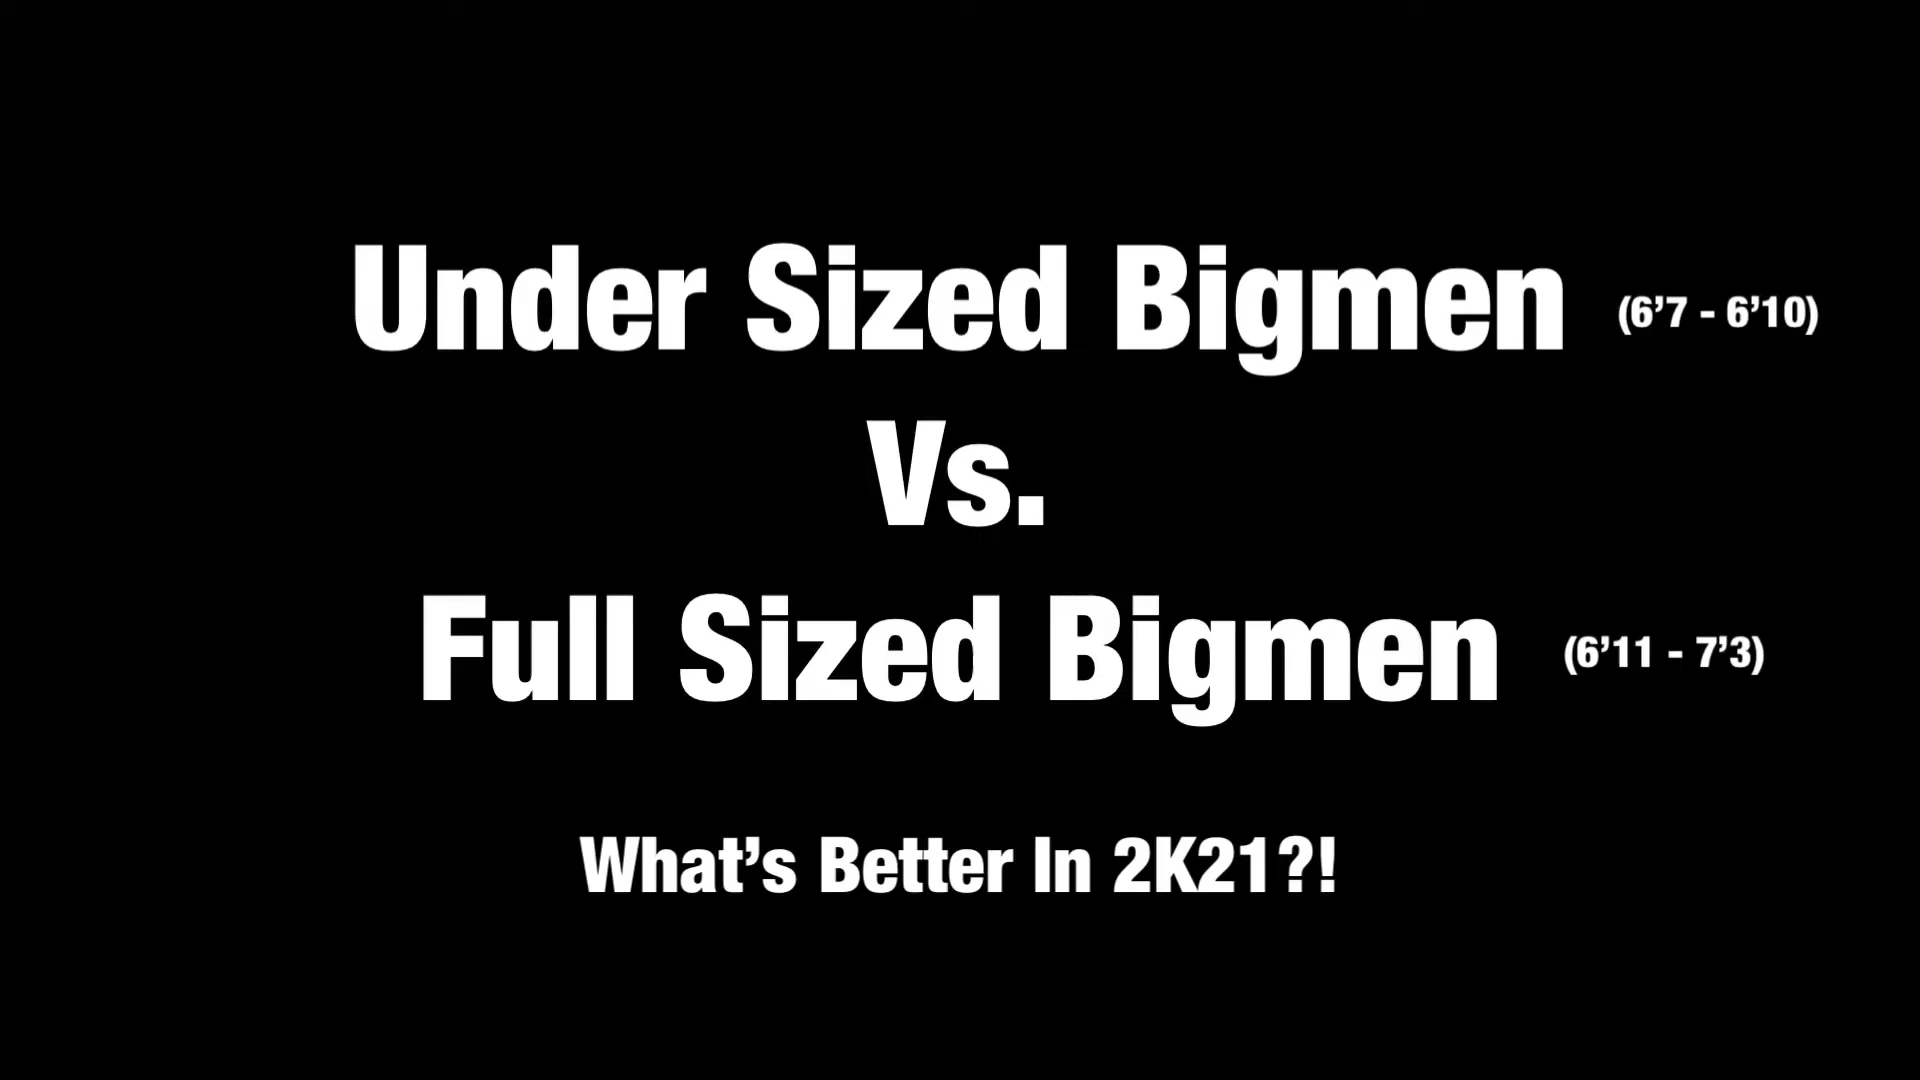 Under Sized Bigmen (6’7 - 6’10)
Vs.
Full Sized Bigmen (6’11 - 7’3)
What’s Better In 2K21?!